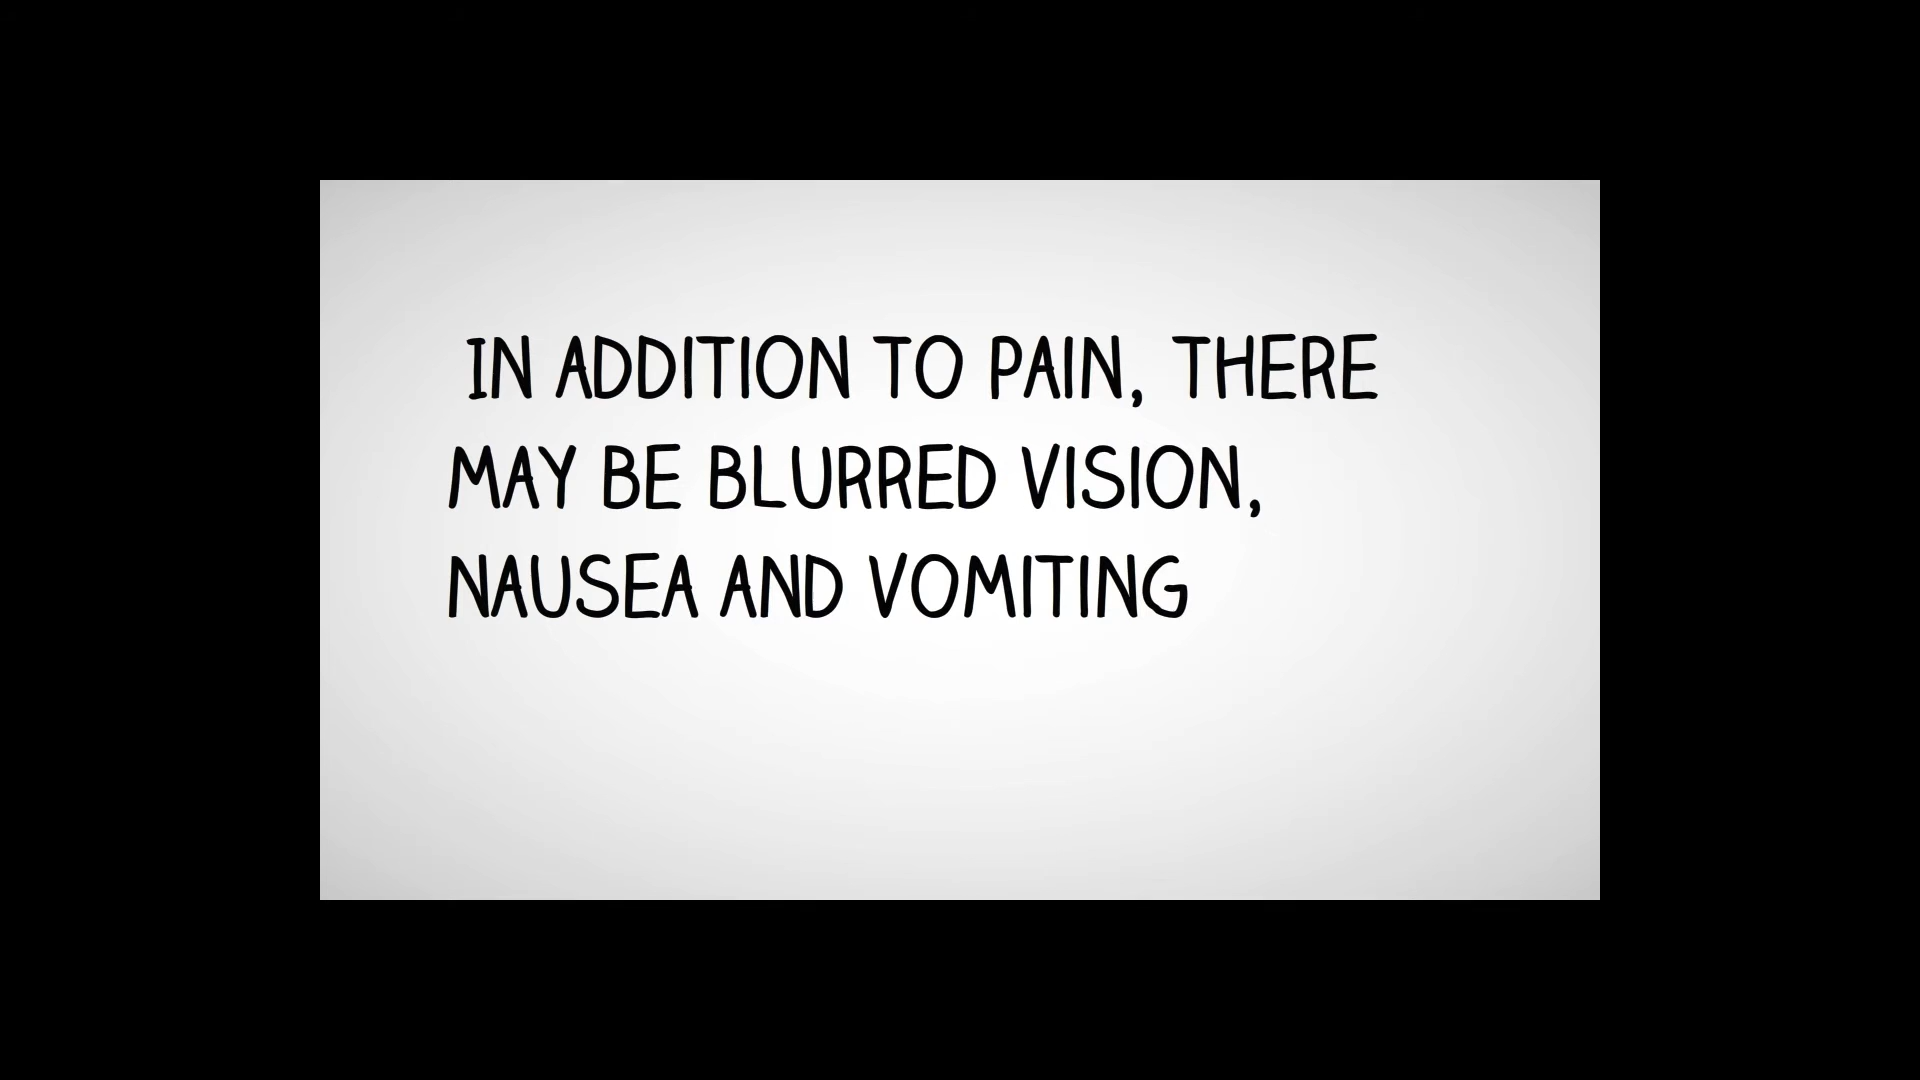 IN ADDITION TO PAIN, THERE
MAY BE BLURRED VISION,
NAUSEA AND VOMITING